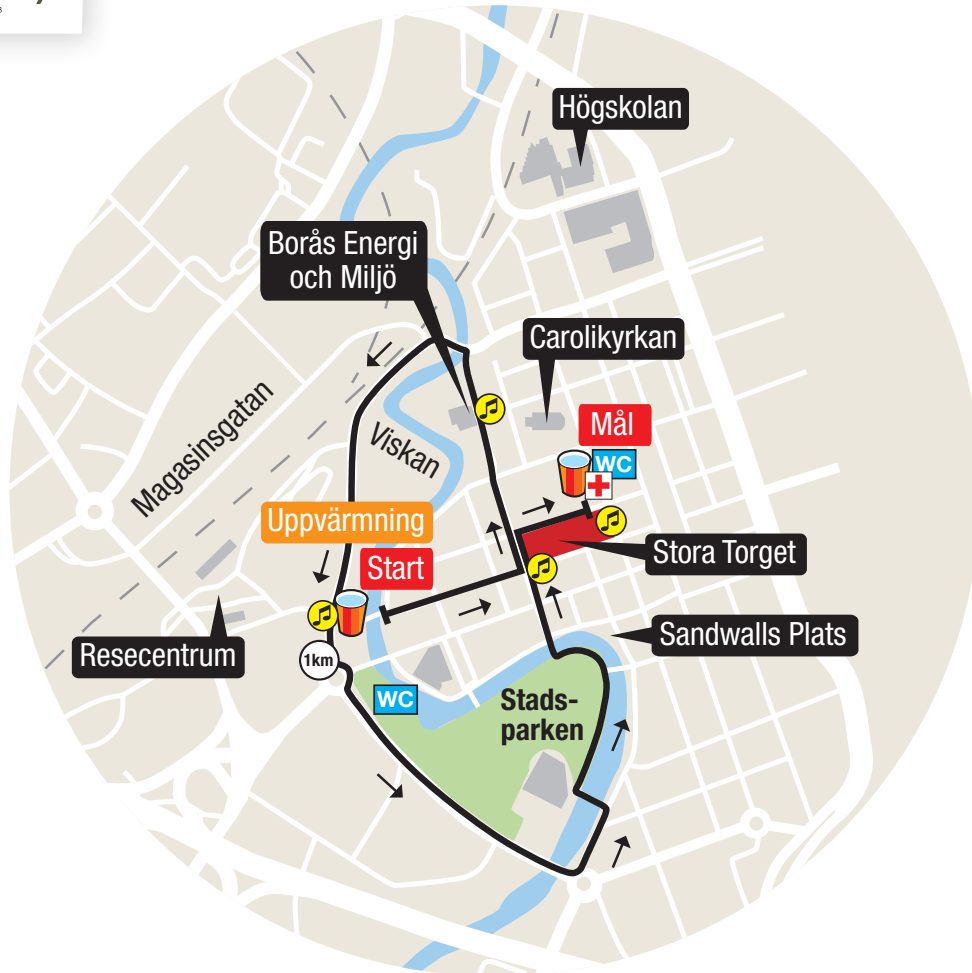 Högskolan
Borås Energi
och Miljö
Carolikyrkan
Mål
WC
Magasinsgatan
Viskan
Uppvärmning
Start
Stora Torget
Sandwalls Plats
Resecentrum
1km
WC
Stads-
parken